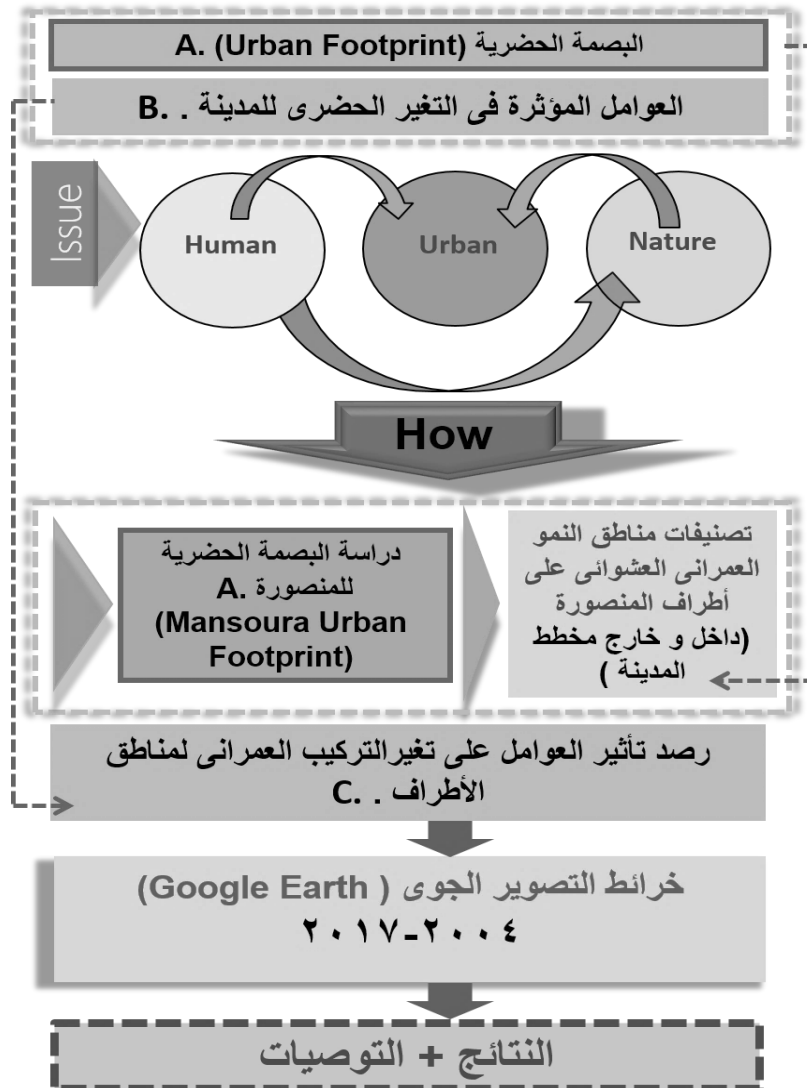 A. (Urban Footprint) البصمة الحضرية
B. . العوامل المؤثرة فى التغير الحضرى للمدينة
Issue
Human
Urban
Nature
How
دراسة البصمة الحضرية
للمنصورة .A
(Mansoura Urban
Footprint)
تصنيفات مناطق النمو
العمرانى العشوائى على
أطراف المنصورة
(داخل و خارج مخطط
المدينة )
رصد تأثير العوامل على تغيرالتركيب العمرانى لمناطق
الأطراف . .C
خرائط التصوير الجوى ( Google Earth)
٢٠٠٤-٢٠١٧
النتائج + التوصيات